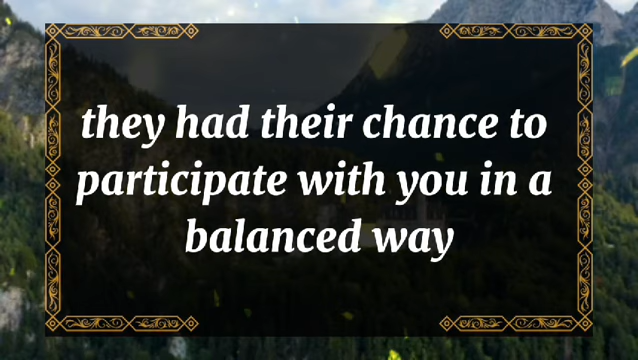 they had their chance to
participate with you in a
balanced way